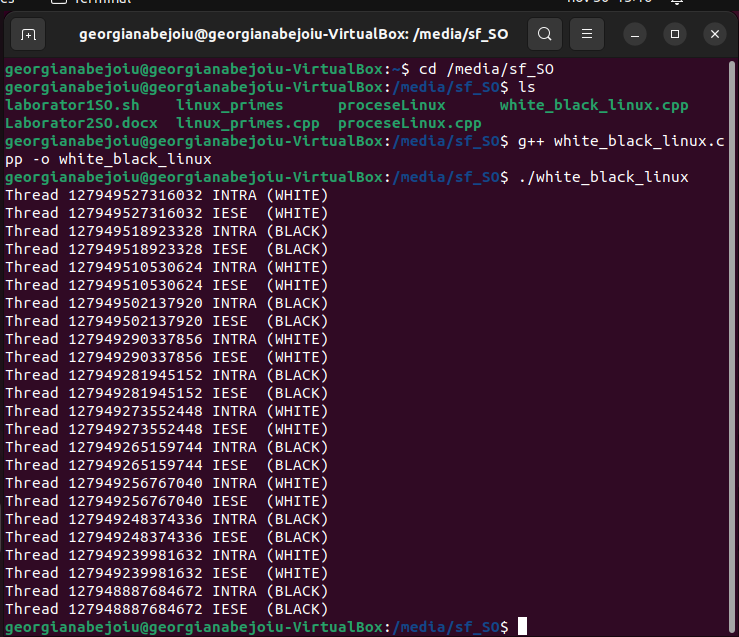 georgianabejoiu@georgianabejoiu-VirtualBox: /media/sf_SO
georgianabejoiu@georgianabejoiu-VirtualBox:~$ cd /media/sf_SO
georgianabejoiu@georgianabejoiu-VirtualBox:/media/sf_SO$ ls
laborator1SO.sh    linux_primes      proceseLinux      white_black_linux.cpp
Laborator2SO.docx  linux_primes.cpp  proceseLinux.cpp
georgianabejoiu@georgianabejoiu-VirtualBox:/media/sf_SO$ g++ white_black_linux.c
pp -o white_black_linux
georgianabejoiu@georgianabejoiu-VirtualBox:/media/sf_SO$ ./white_black_linux
Thread 127949527316032 INTRA (WHITE)
Thread 127949527316032 IESE  (WHITE)
Thread 127949518923328 INTRA (BLACK)
Thread 127949518923328 IESE  (BLACK)
Thread 127949510530624 INTRA (WHITE)
Thread 127949510530624 IESE  (WHITE)
Thread 127949502137920 INTRA (BLACK)
Thread 127949502137920 IESE  (BLACK)
Thread 127949290337856 INTRA (WHITE)
Thread 127949290337856 IESE  (WHITE)
Thread 127949281945152 INTRA (BLACK)
Thread 127949281945152 IESE  (BLACK)
Thread 127949273552448 INTRA (WHITE)
Thread 127949273552448 IESE  (WHITE)
Thread 127949265159744 INTRA (BLACK)
Thread 127949265159744 IESE  (BLACK)
Thread 127949256767040 INTRA (WHITE)
Thread 127949256767040 IESE  (WHITE)
Thread 127949248374336 INTRA (BLACK)
Thread 127949248374336 IESE  (BLACK)
Thread 127949239981632 INTRA (WHITE)
Thread 127949239981632 IESE  (WHITE)
Thread 127948887684672 INTRA (BLACK)
Thread 127948887684672 IESE  (BLACK)
georgianabejoiu@georgianabejoiu-VirtualBox:/media/sf_SO$